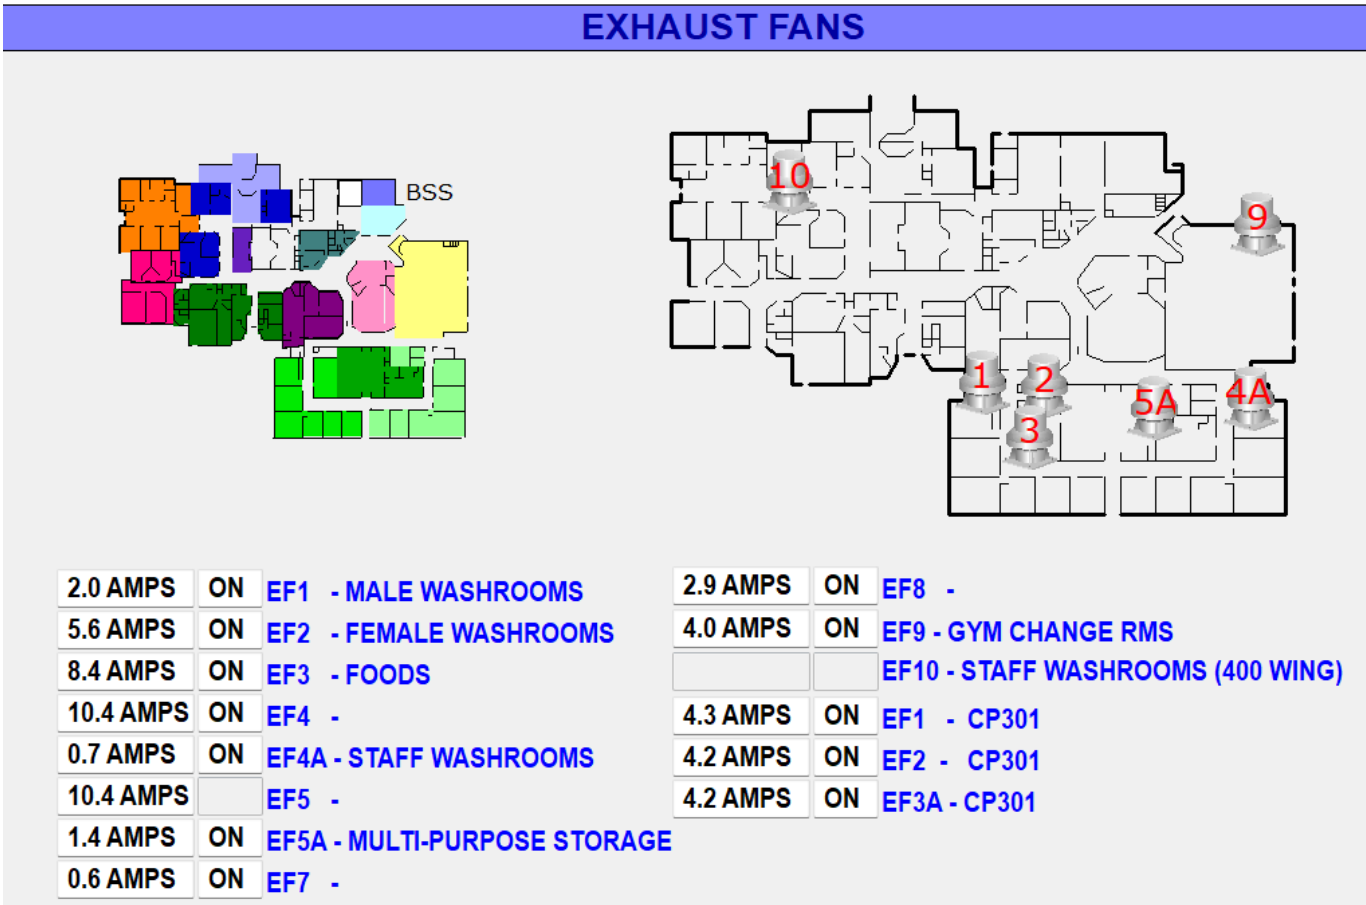 EXHAUST FANS
BSS
10
9
1
2
3
5A
4A
2.0 AMPS ON EF1 - MALE WASHROOMS
5.6 AMPS ON EF2 - FEMALE WASHROOMS
8.4 AMPS ON EF3 - FOODS
10.4 AMPS ON EF4 -
0.7 AMPS ON EF4A - STAFF WASHROOMS
10.4 AMPS EF5 -
1.4 AMPS ON EF5A - MULTI-PURPOSE STORAGE
0.6 AMPS ON EF7 -
2.9 AMPS ON EF8 -
4.0 AMPS ON EF9 - GYM CHANGE RMS
EF10 - STAFF WASHROOMS (400 WING)
4.3 AMPS ON EF1 - CP301
4.2 AMPS ON EF2 - CP301
4.2 AMPS ON EF3A - CP301